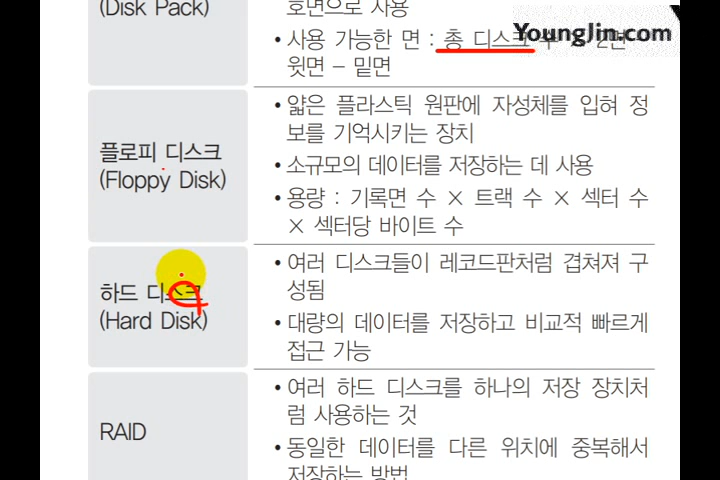 (Disk Pack)
호면으로 사용
• 사용 가능한 면 : 총 디스크
윗면 – 밑면
YoungJin.com
플로피 디스크
(Floppy Disk)
• 얇은 플라스틱 원판에 자성체를 입혀 정
보를 기억시키는 장치
• 소규모의 데이터를 저장하는 데 사용
• 용량 : 기록면 수 × 트랙 수 × 섹터 수
× 섹터당 바이트 수
하드 디스크
(Hard Disk)
• 여러 디스크들이 레코드판처럼 겹쳐져 구
성됨
• 대량의 데이터를 저장하고 비교적 빠르게
접근 가능
RAID
• 여러 하드 디스크를 하나의 저장 장치처
럼 사용하는 것
• 동일한 데이터를 다른 위치에 중복해서
저장하는 방법